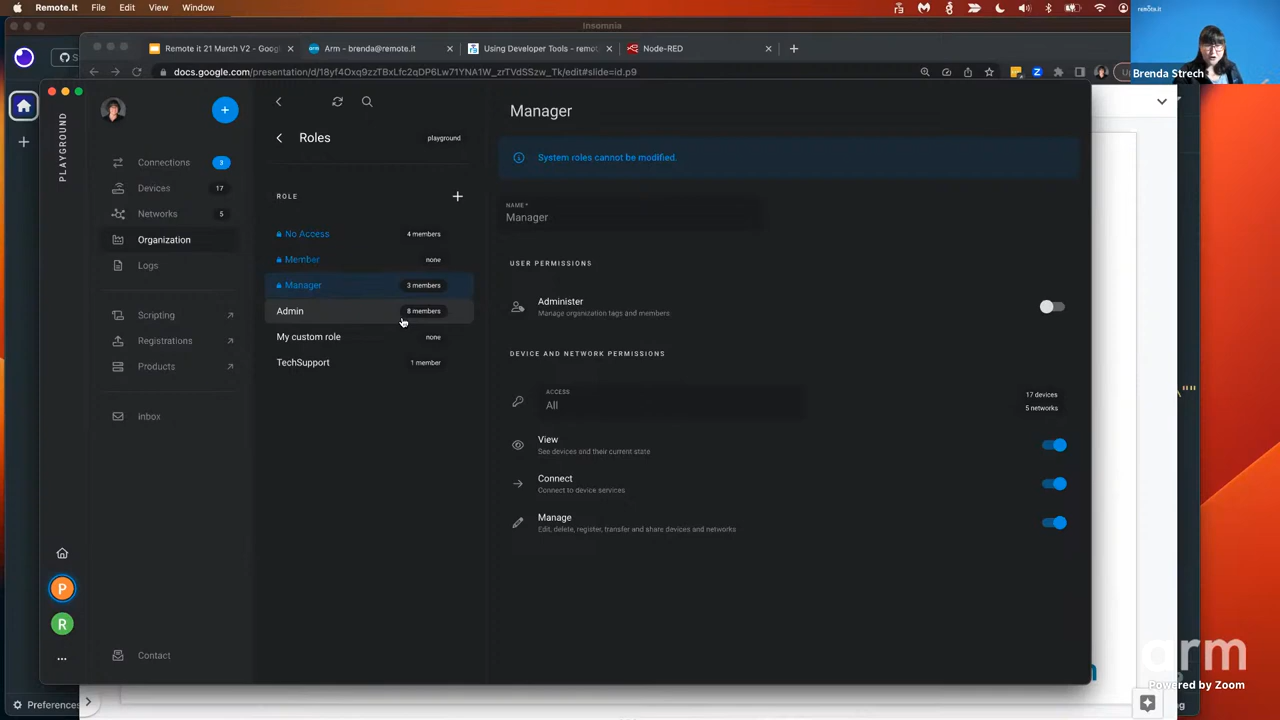 Remote.It File Edit View Window
Insomnia
remote.it
Brenda Strech
Remote it 21 March V2 - Googl
Arm - brenda@remote.it
Using Developer Tools - remot
Node-RED
docs.google.com/presentation/d/18yf4Oxq9zzTBxLfc2qDP6Lw71YNA1W_zrTVdSSzw_Tk/edit#slide=id.p9
PLAYGROUND
Connections 3
Devices 17
Networks 5
Organization
Logs
Scripting
Registrations
Products
Inbox
Contact
P
R
Roles playground
ROLE
No Access 4 members
Member none
Manager 3 members
Admin 8 members
My custom role none
TechSupport 1 member
Manager
System roles cannot be modified.
NAME *
Manager
USER PERMISSIONS
Administer
Manage organization tags and members
DEVICE AND NETWORK PERMISSIONS
ACCESS
All
17 devices
5 networks
View
See devices and their current state
Connect
Connect to device services
Manage
Edit, delete, register, transfer and share devices and networks
\""
Preferences
arm
Powered by Zoom